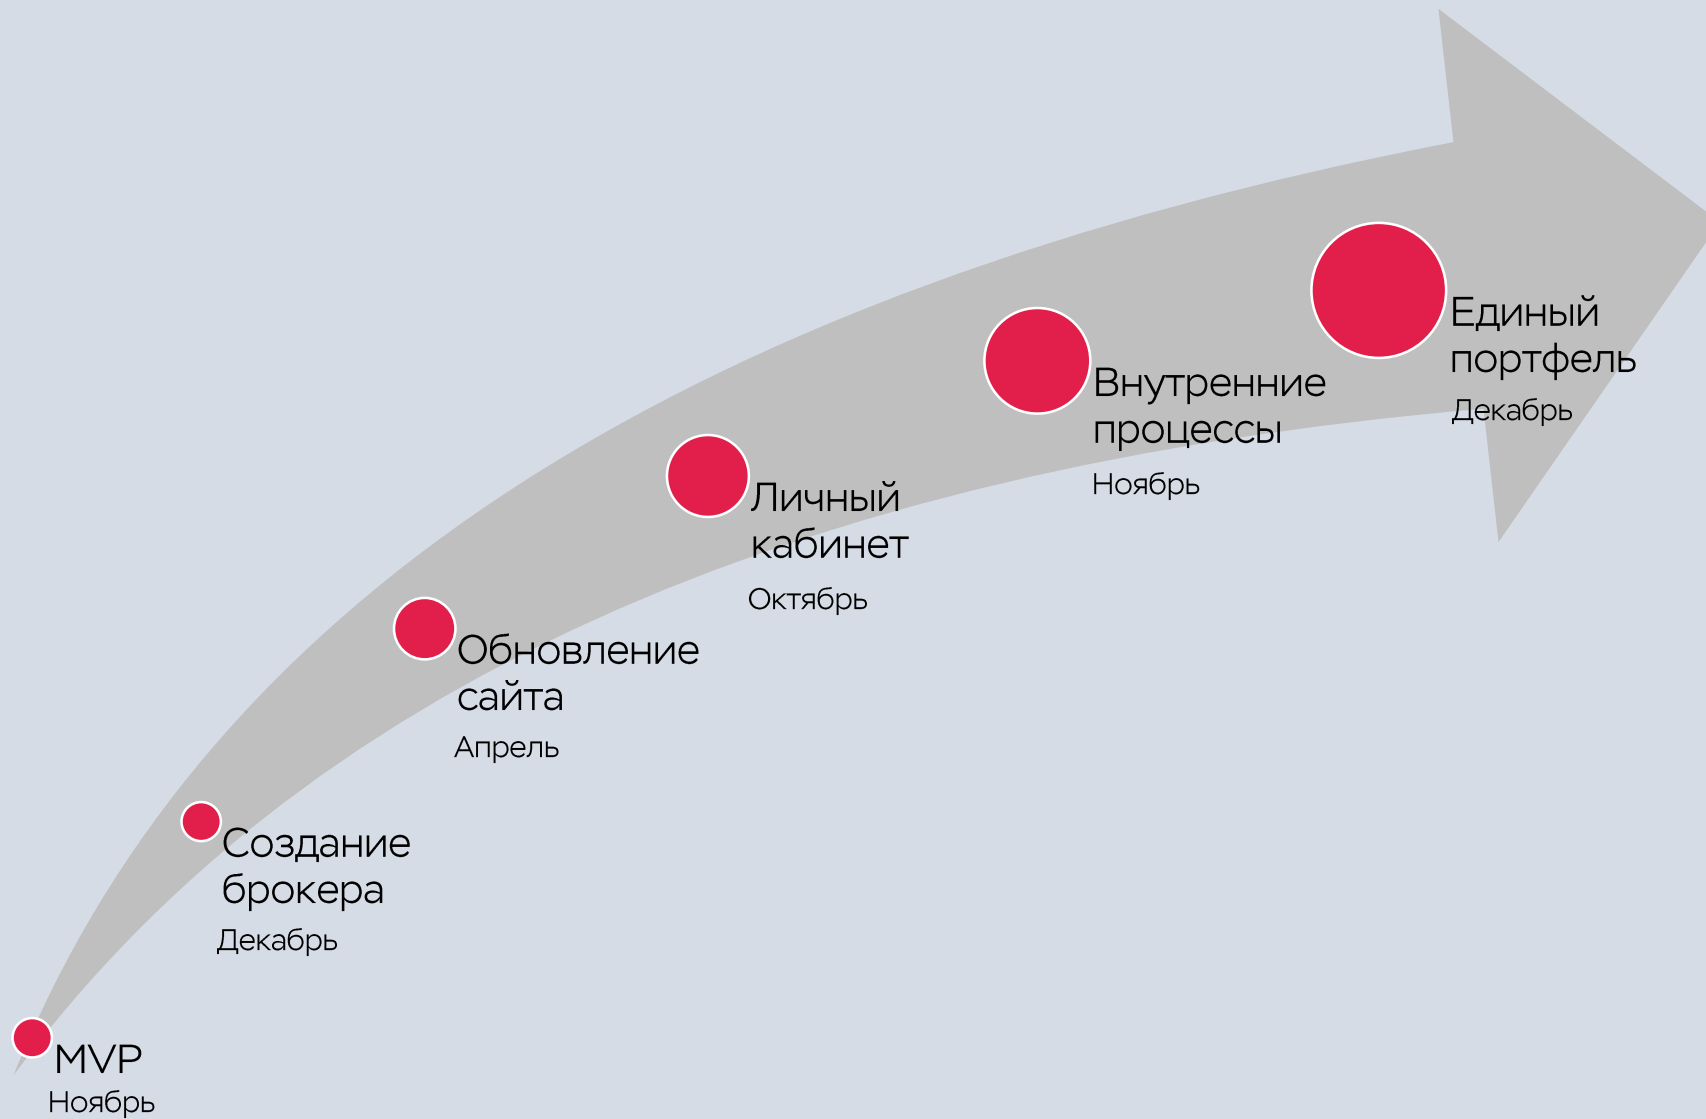 MVP
Ноябрь
Создание
брокера
Декабрь
Обновление
сайта
Апрель
Личный
кабинет
Октябрь
Внутренние
процессы
Ноябрь
Единый
портфель
Декабрь